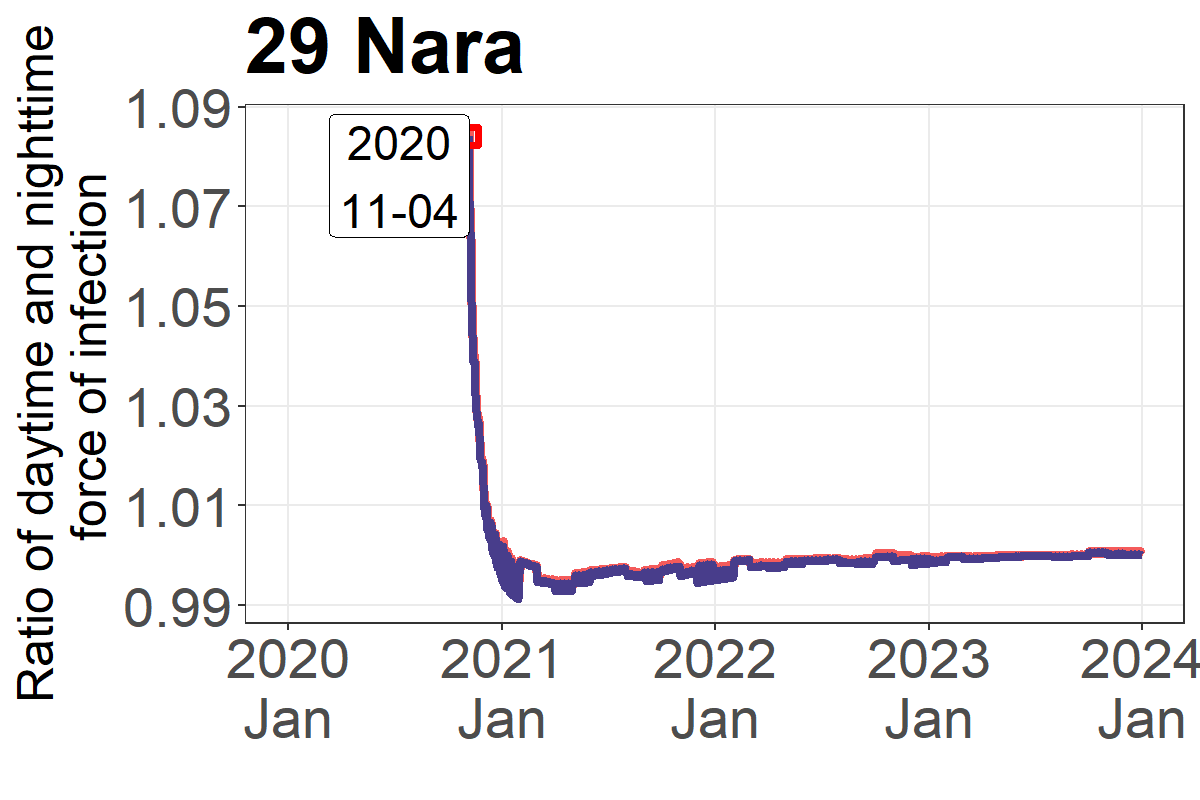 29 Nara
Ratio of daytime and nighttime
force of infection
1.09
1.07
1.05
1.03
1.01
0.99
2020
11-04
2020
Jan
2021
Jan
2022
Jan
2023
Jan
2024
Jan